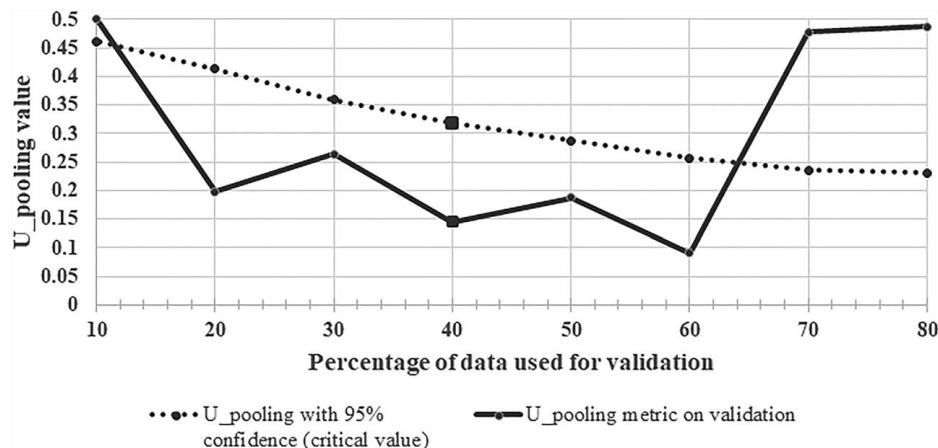 U_pooling value
0.5
0.45
0.4
0.35
0.3
0.25
0.2
0.15
0.1
0.05
0
10 20 30 40 50 60 70 80
Percentage of data used for validation
U_pooling with 95%
confidence (critical value)
U_pooling metric on validation